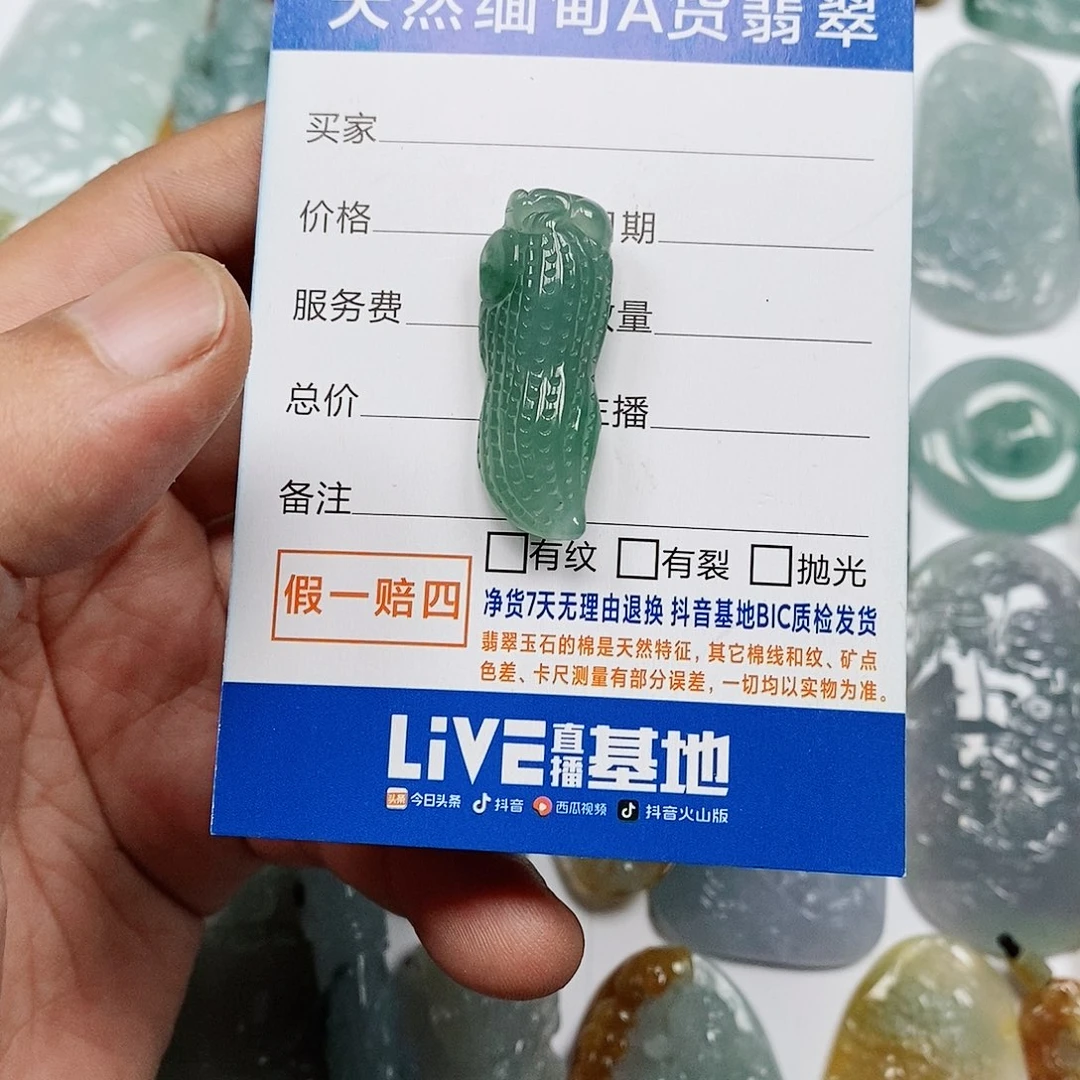 天然缅甸A货翡翠
买家
价格 期
服务费 量
总价 播
备注
有纹 有裂 抛光
假一赔四
净货7天无理由退换 抖音基地BIC质检发货
翡翠玉石的棉是天然特征，其它棉线和纹、矿点
色差、卡尺测量有部分误差，一切均以实物为准。
LiVE直播基地
头条 今日头条 抖音 西瓜视频 抖音火山版